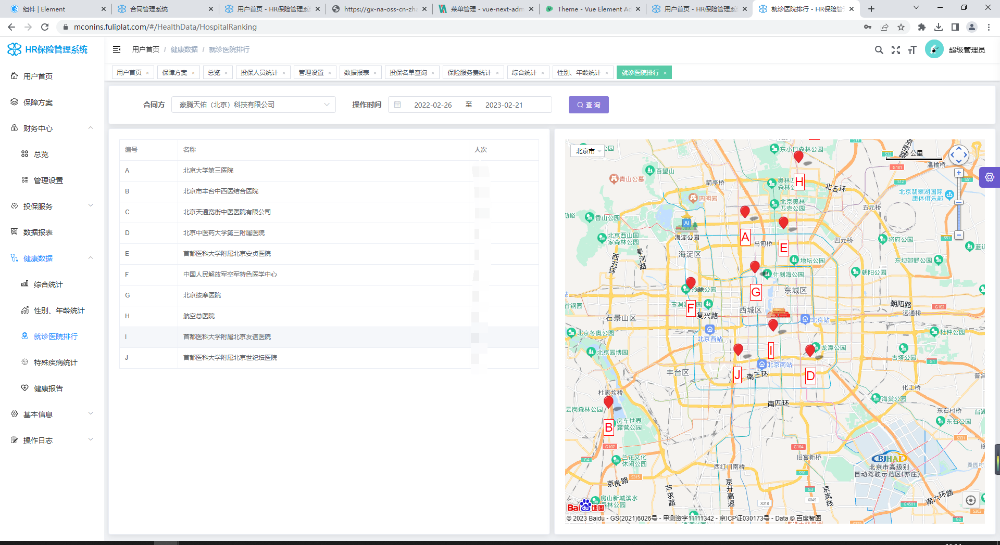 组件 | Element
合同管理系统
用户首页 - HR保险管理系
https://gx-na-oss-cn-zha
菜单管理 - vue-next-adm
Theme - Vue Element Ad
用户首页 - HR保险管理系
就诊医院排行 - HR保险管
mconins.fuliplat.com/#/HealthData/HospitalRanking
HR保险管理系统
用户首页 / 健康数据 / 就诊医院排行
超级管理员
用户首页
保障方案
总览
投保人员统计
管理设置
数据报表
投保名单查询
保险服务费统计
综合统计
性别、年龄统计
就诊医院排行
用户首页
保障方案
财务中心
总览
管理设置
投保服务
数据报表
健康数据
综合统计
性别、年龄统计
就诊医院排行
特殊疾病统计
健康报告
基本信息
操作日志
合同方
豪腾天佑（北京）科技有限公司
操作时间
2022-02-26 至 2023-02-21
查 询
编号 名称 人次
A 北京大学第三医院
B 北京市丰台中西医结合医院
C 北京天通宽街中医医院有限公司
D 北京中医药大学第三附属医院
E 首都医科大学附属北京安贞医院
F 中国人民解放军空军特色医学中心
G 北京按摩医院
H 航空总医院
I 首都医科大学附属北京友谊医院
J 首都医科大学附属北京世纪坛医院
北京市
公园
东小口森林公园
S32
公里
温榆桥
G101
百望山
青山公墓
箭亭桥
奥林匹
森林公
H
北五环
S12
S51
北京翡翠湖国际
康体俱乐部
圆明园
北京奥林
匹克公园
五元桥
香山公园
AI
海淀公园
北京西山国
家森林公园
A
马甸桥
E
四元桥
将府公园
S51
海淀区
旱河路
西五环
地坛公园
东坝郊野公园
什刹海公园
朝阳公园
东城区
G
玲珑公园
首钢园
玉渊潭
F
复兴路
西城区
朝阳路
G102
远通桥
石景山区
北京站
北京冬奥公园
北京西站
杜仲公园
北京园博园
I
龙潭公园
古塔公园
G1
丰台区
J
北京南站
南三环
D
普合
化工桥
杜家坎桥
南四环
海棠公园
云岗森林公园
房车世界
露营公园
B
东石村桥
东石公园
台湖
S331
G107
G104
旧宫新桥
G4
兰花文化
休闲公园
西红门南桥
BJHAD
北京市高级别
自动驾驶示范区(亦庄)
桑园村
S315
S50
京良路
芦求路
京开高速
G3
京岚线
X018
X049
G4501
南六环路
S303
G2
房山新城滨水
森林公园
Baidu地图
© 2023 Baidu - GS(2021)6026号 - 甲测资字11111342 - 京ICP证030173号 - Data © 百度智图